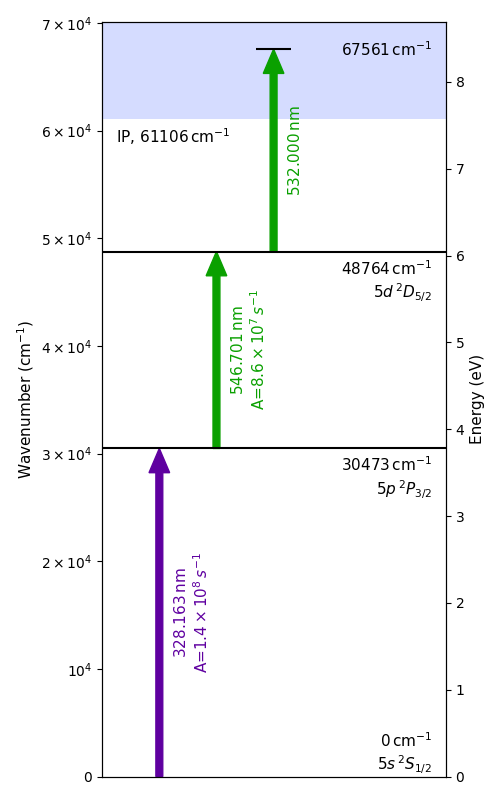 7×10⁴
6×10⁴
5×10⁴
4×10⁴
3×10⁴
2×10⁴
10⁴
0
Wavenumber (cm⁻¹)
67561 cm⁻¹
IP, 61106 cm⁻¹
532.000 nm
48764 cm⁻¹
5d ²D₅/₂
546.701 nm
A=8.6×10⁷ s⁻¹
30473 cm⁻¹
5p ²P₃/₂
328.163 nm
A=1.4×10⁸ s⁻¹
0 cm⁻¹
5s ²S₁/₂
8
7
6
5
4
3
2
1
0
Energy (eV)